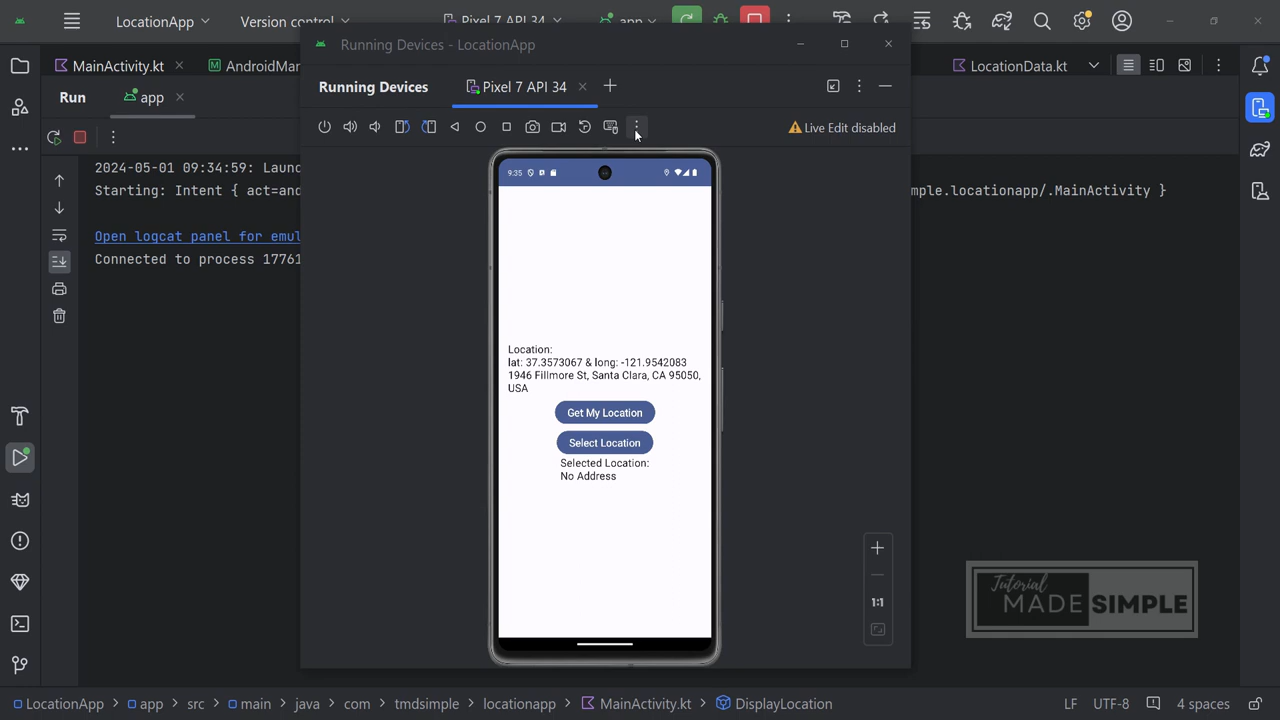 LocationApp
Version control
Pixel 7 API 34
app
Running Devices - LocationApp
MainActivity.kt
AndroidMan
LocationData.kt
Running Devices
Pixel 7 API 34
Run
app
Live Edit disabled
2024-05-01 09:34:59: Laun
Starting: Intent { act=and
mple.locationapp/.MainActivity }
Open logcat panel for emul
Connected to process 17761
9:35
Location:
lat: 37.3573067 & long: -121.9542083
1946 Fillmore St, Santa Clara, CA 95050,
USA
Get My Location
Select Location
Selected Location:
No Address
1:1
Tutorial
MADE SIMPLE
LocationApp
app
src
main
java
com
tmdsimple
locationapp
MainActivity.kt
DisplayLocation
LF
UTF-8
4 spaces